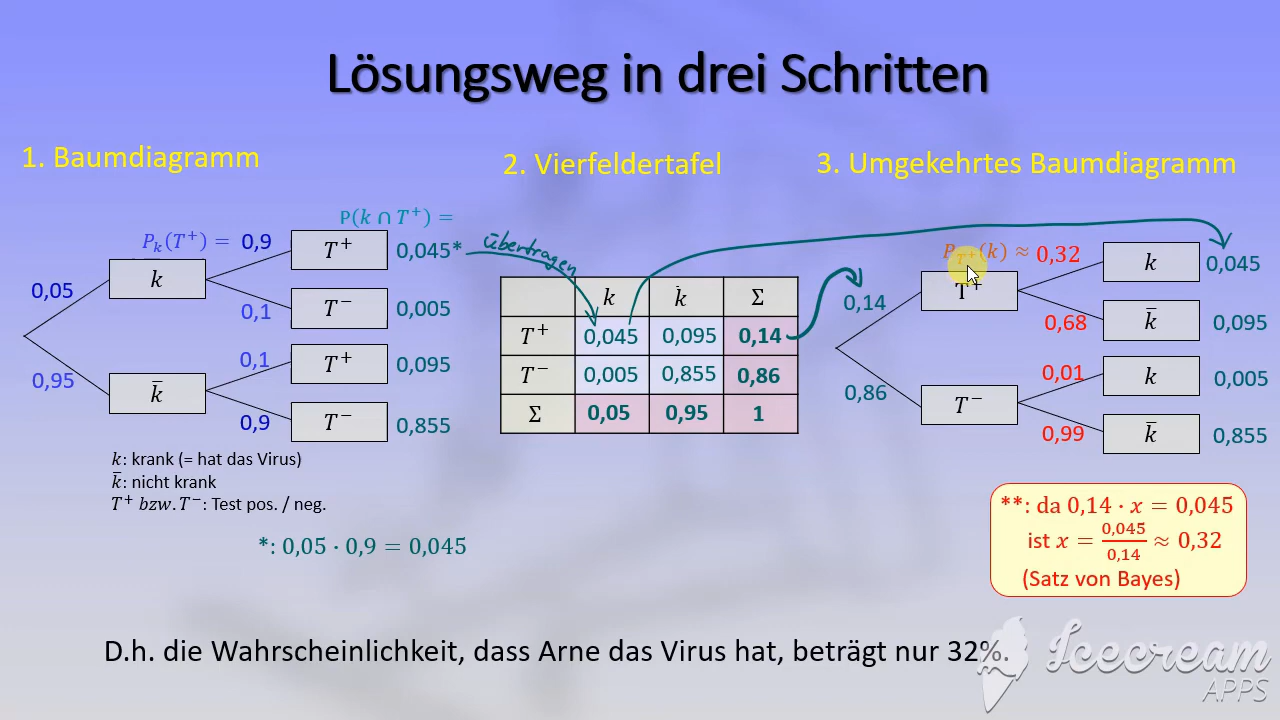 Lösungsweg in drei Schritten
1. Baumdiagramm
P(k ∩ T⁺) =
Pₖ(T⁺) = 0,9
T⁺
0,045*
k
0,05
0,1
T⁻
0,005
0,1
T⁺
0,095
0,95
k̄
0,9
T⁻
0,855
k: krank (= hat das Virus)
k̄: nicht krank
T⁺ bzw. T⁻: Test pos. / neg.
*: 0,05 · 0,9 = 0,045
2. Vierfeldertafel
übertragen
k k̄ Σ
T⁺ 0,045 0,095 0,14
T⁻ 0,005 0,855 0,86
Σ 0,05 0,95 1
3. Umgekehrtes Baumdiagramm
P_T⁺(k) ≈ 0,32
k
0,045
T⁺
0,14
0,68
k̄
0,095
0,01
k
0,005
0,86
T⁻
0,99
k̄
0,855
**: da 0,14 · x = 0,045
ist x = 0,045/0,14 ≈ 0,32
(Satz von Bayes)
D.h. die Wahrscheinlichkeit, dass Arne das Virus hat, beträgt nur 32%.
Icecream
APPS